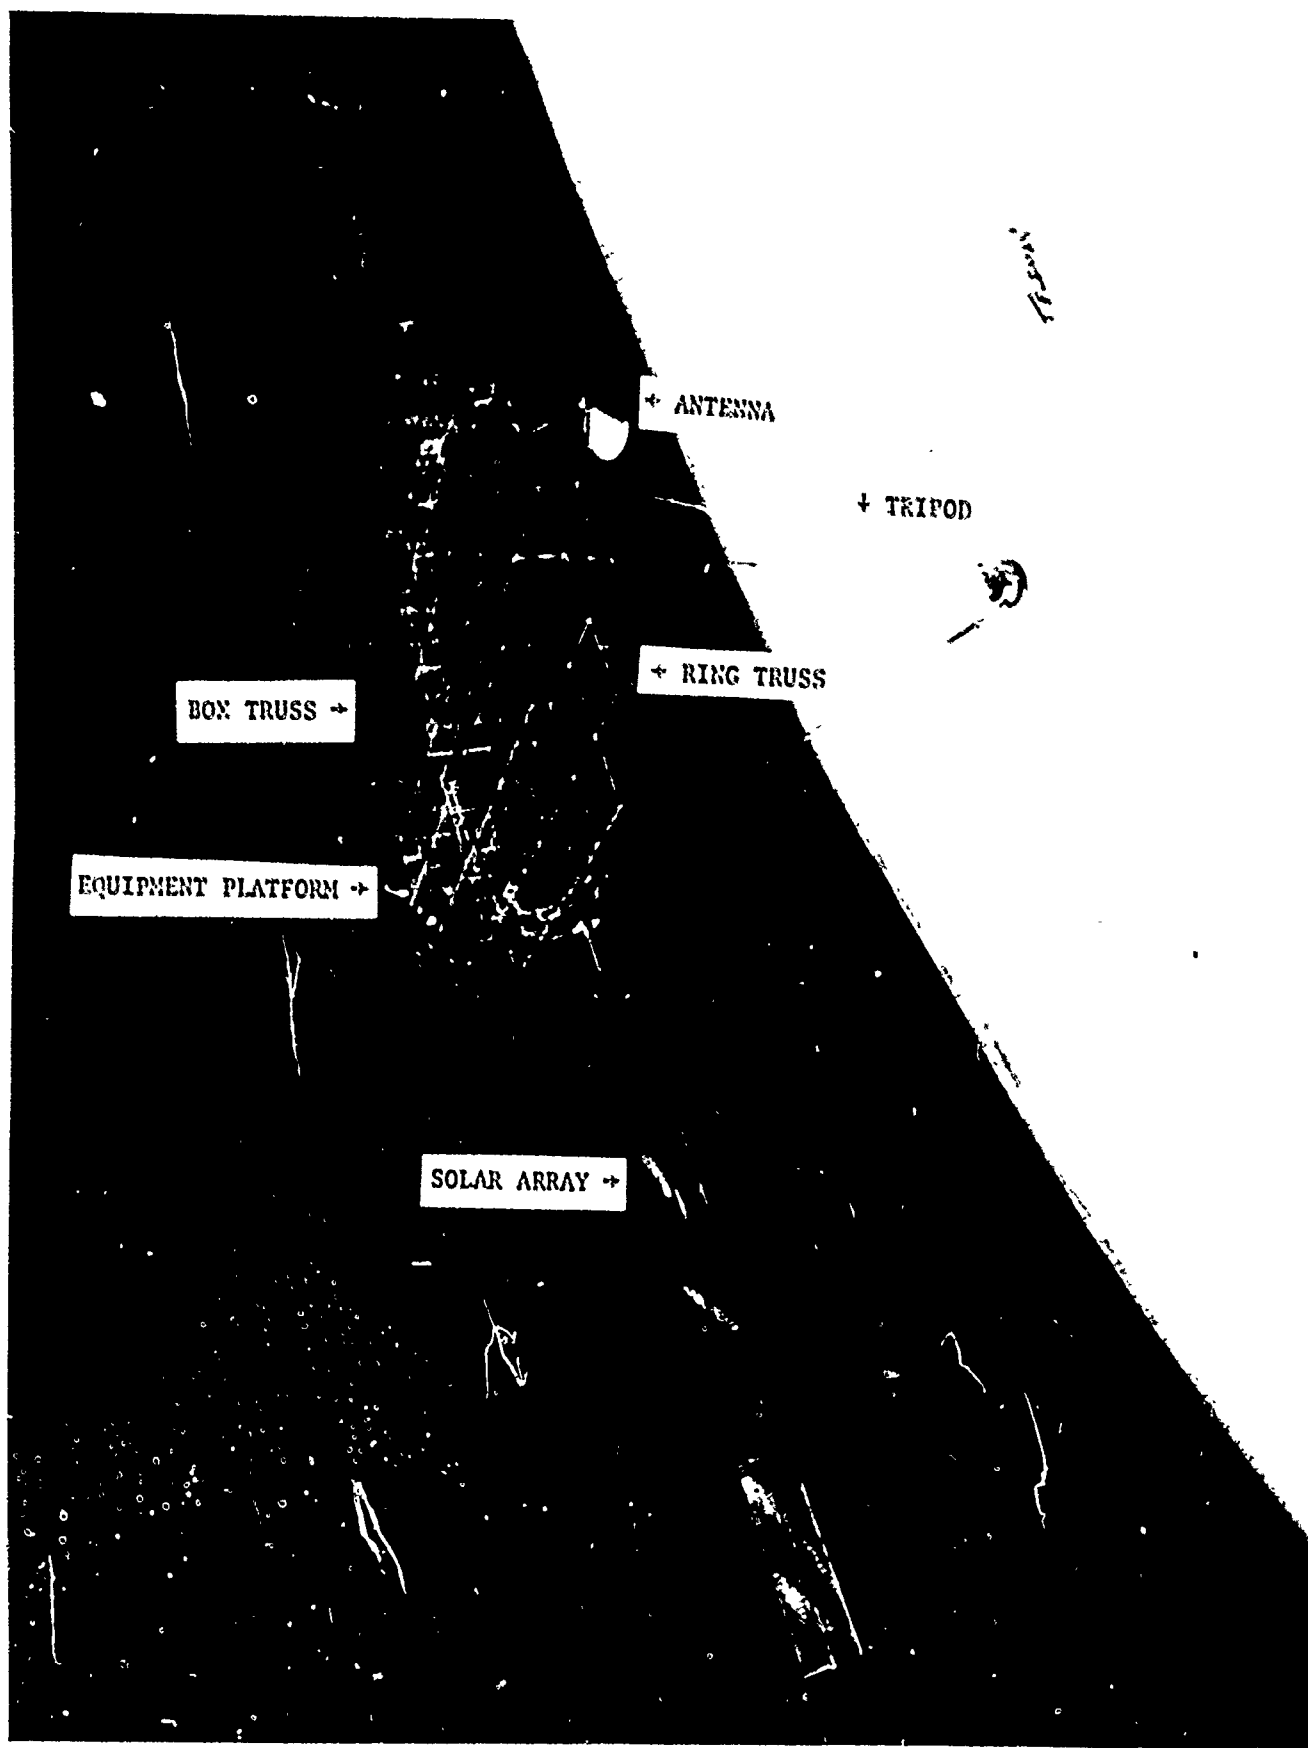 ← ANTENNA
↓ TRIPOD
← RING TRUSS
BOX TRUSS →
EQUIPMENT PLATFORM →
SOLAR ARRAY →